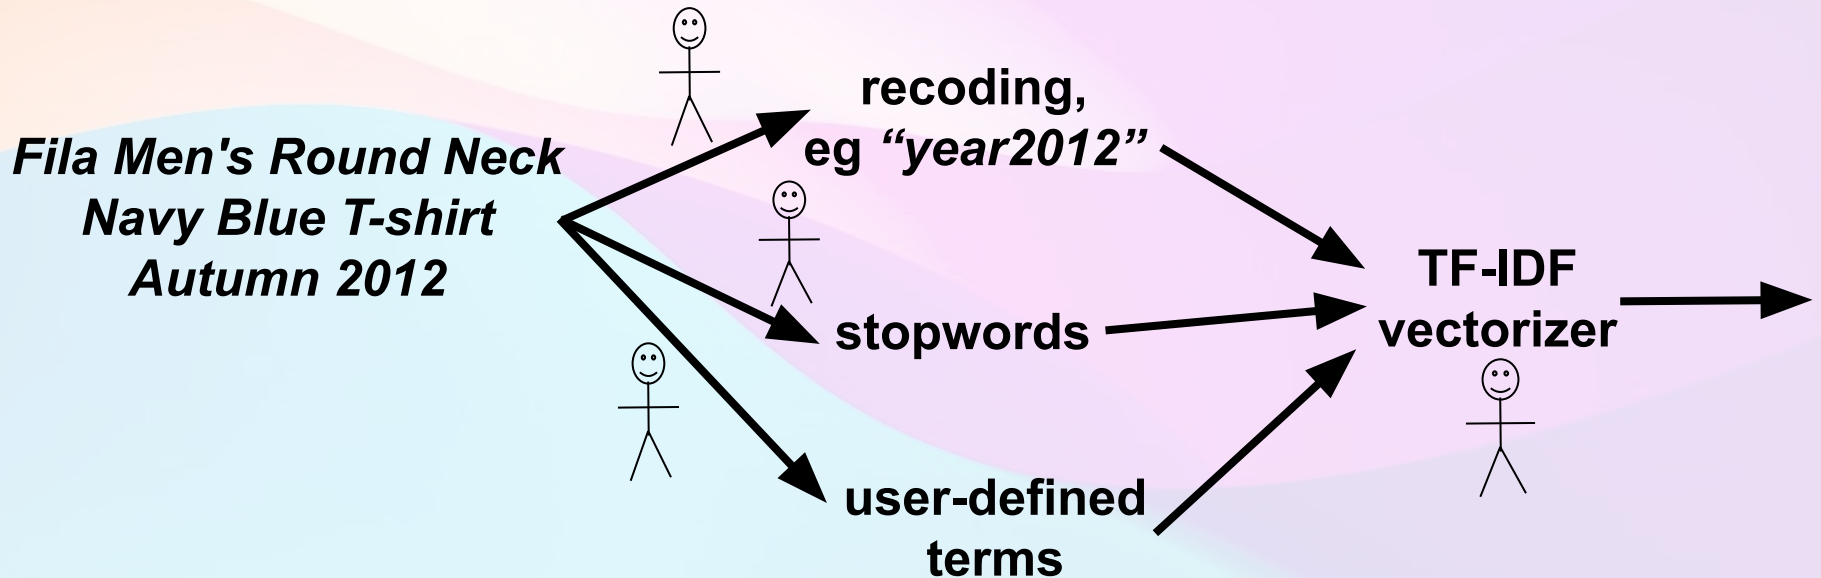 Fila Men's Round Neck
Navy Blue T-shirt
Autumn 2012
recoding,
eg “year2012”
stopwords
user-defined
terms
TF-IDF
vectorizer